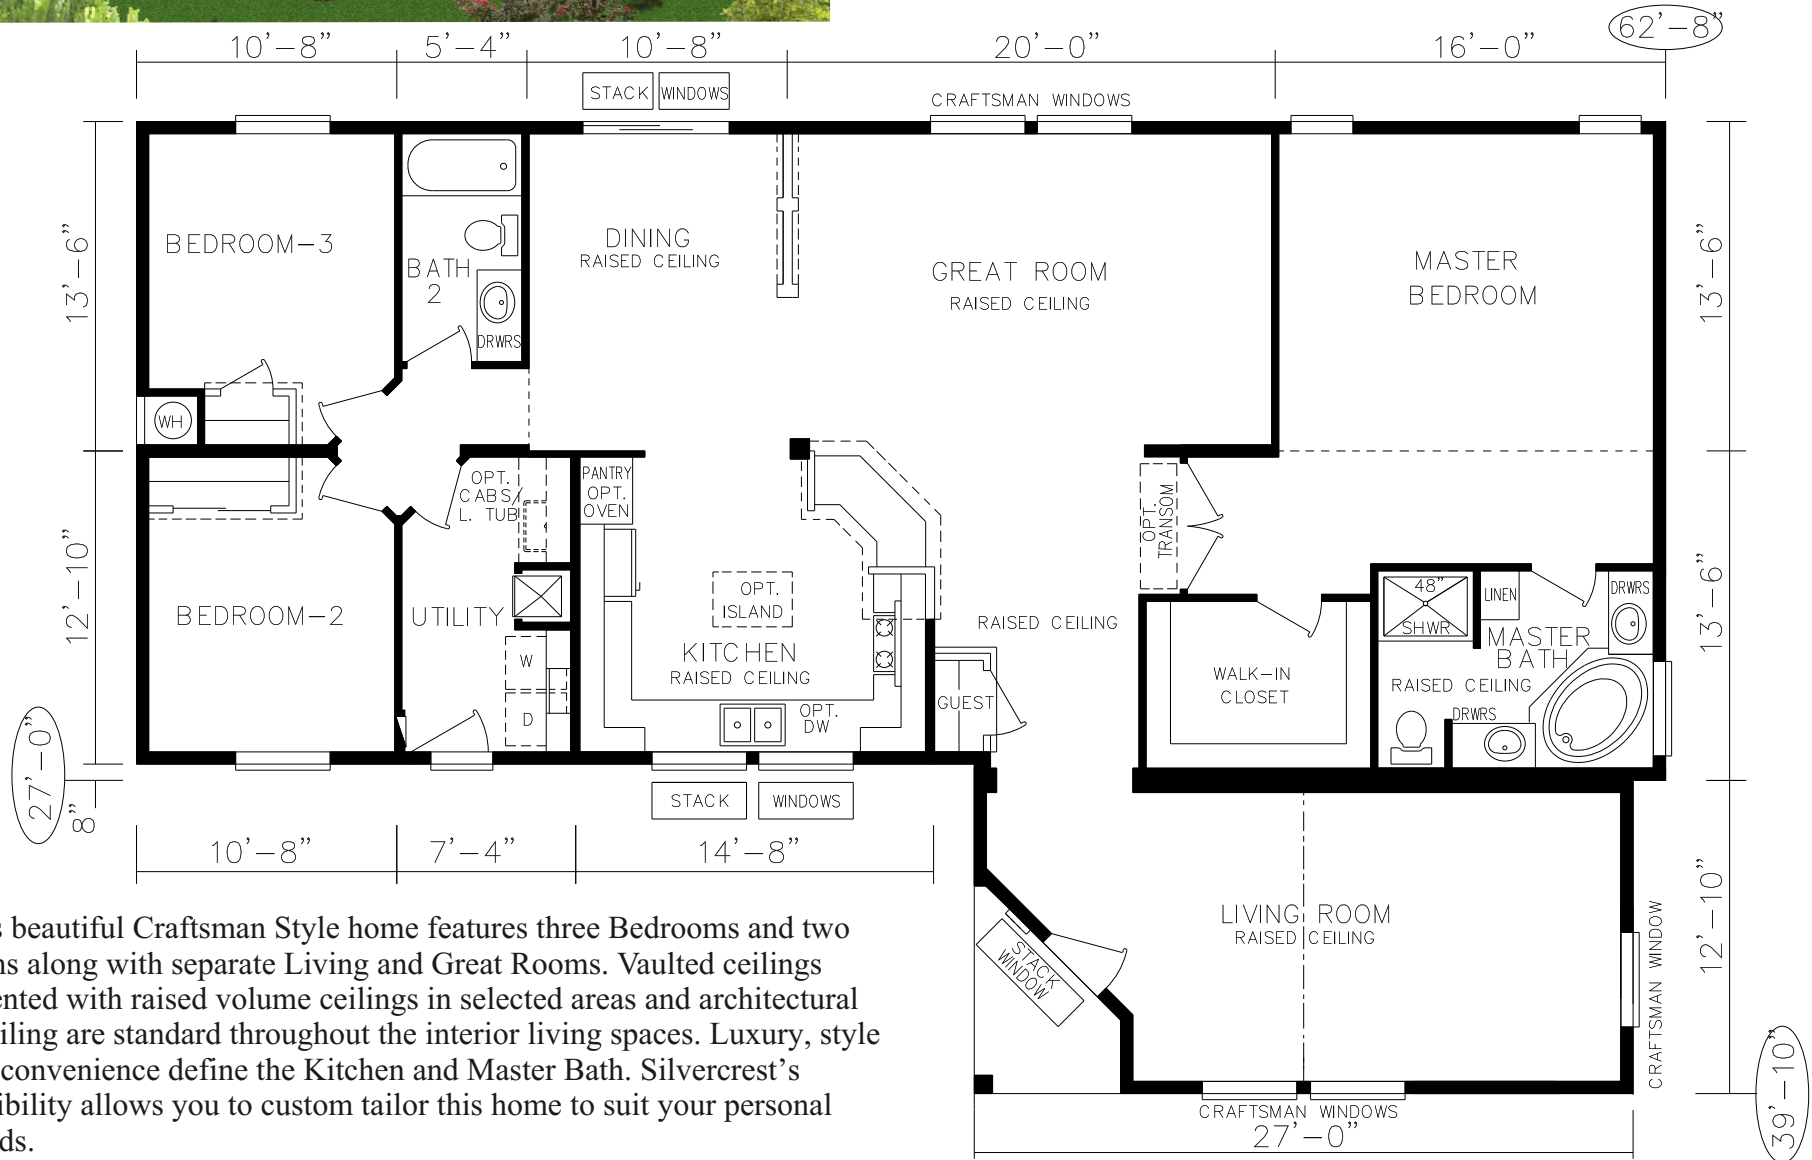 62'-8"
10'-8" 5'-4" 10'-8" 20'-0" 16'-0"
STACK WINDOWS
CRAFTSMAN WINDOWS
13'-6"
BEDROOM-3
BATH
2
DRWRS
DINING
RAISED CEILING
GREAT ROOM
RAISED CEILING
MASTER
BEDROOM
13'-6"
WH
12'-10"
BEDROOM-2
OPT.
CABS/
L. TUB
UTILITY
W
D
PANTRY
OPT.
OVEN
OPT.
ISLAND
KITCHEN
RAISED CEILING
OPT.
DW
GUEST
RAISED CEILING
OPT.
TRANSOM
WALK-IN
CLOSET
48"
SHWR
LINEN
DRWRS
MASTER
BATH
RAISED CEILING
DRWRS
13'-6"
27'-0"
8"
STACK WINDOWS
10'-8" 7'-4" 14'-8"
LIVING ROOM
RAISED CEILING
STACK
WINDOW
12'-10"
CRAFTSMAN WINDOW
39'-10"
CRAFTSMAN WINDOWS
27'-0"
beautiful Craftsman Style home features three Bedrooms and two
along with separate Living and Great Rooms. Vaulted ceilings
with raised volume ceilings in selected areas and architectural
are standard throughout the interior living spaces. Luxury, style
convenience define the Kitchen and Master Bath. Silvercrest's
allows you to custom tailor this home to suit your personal